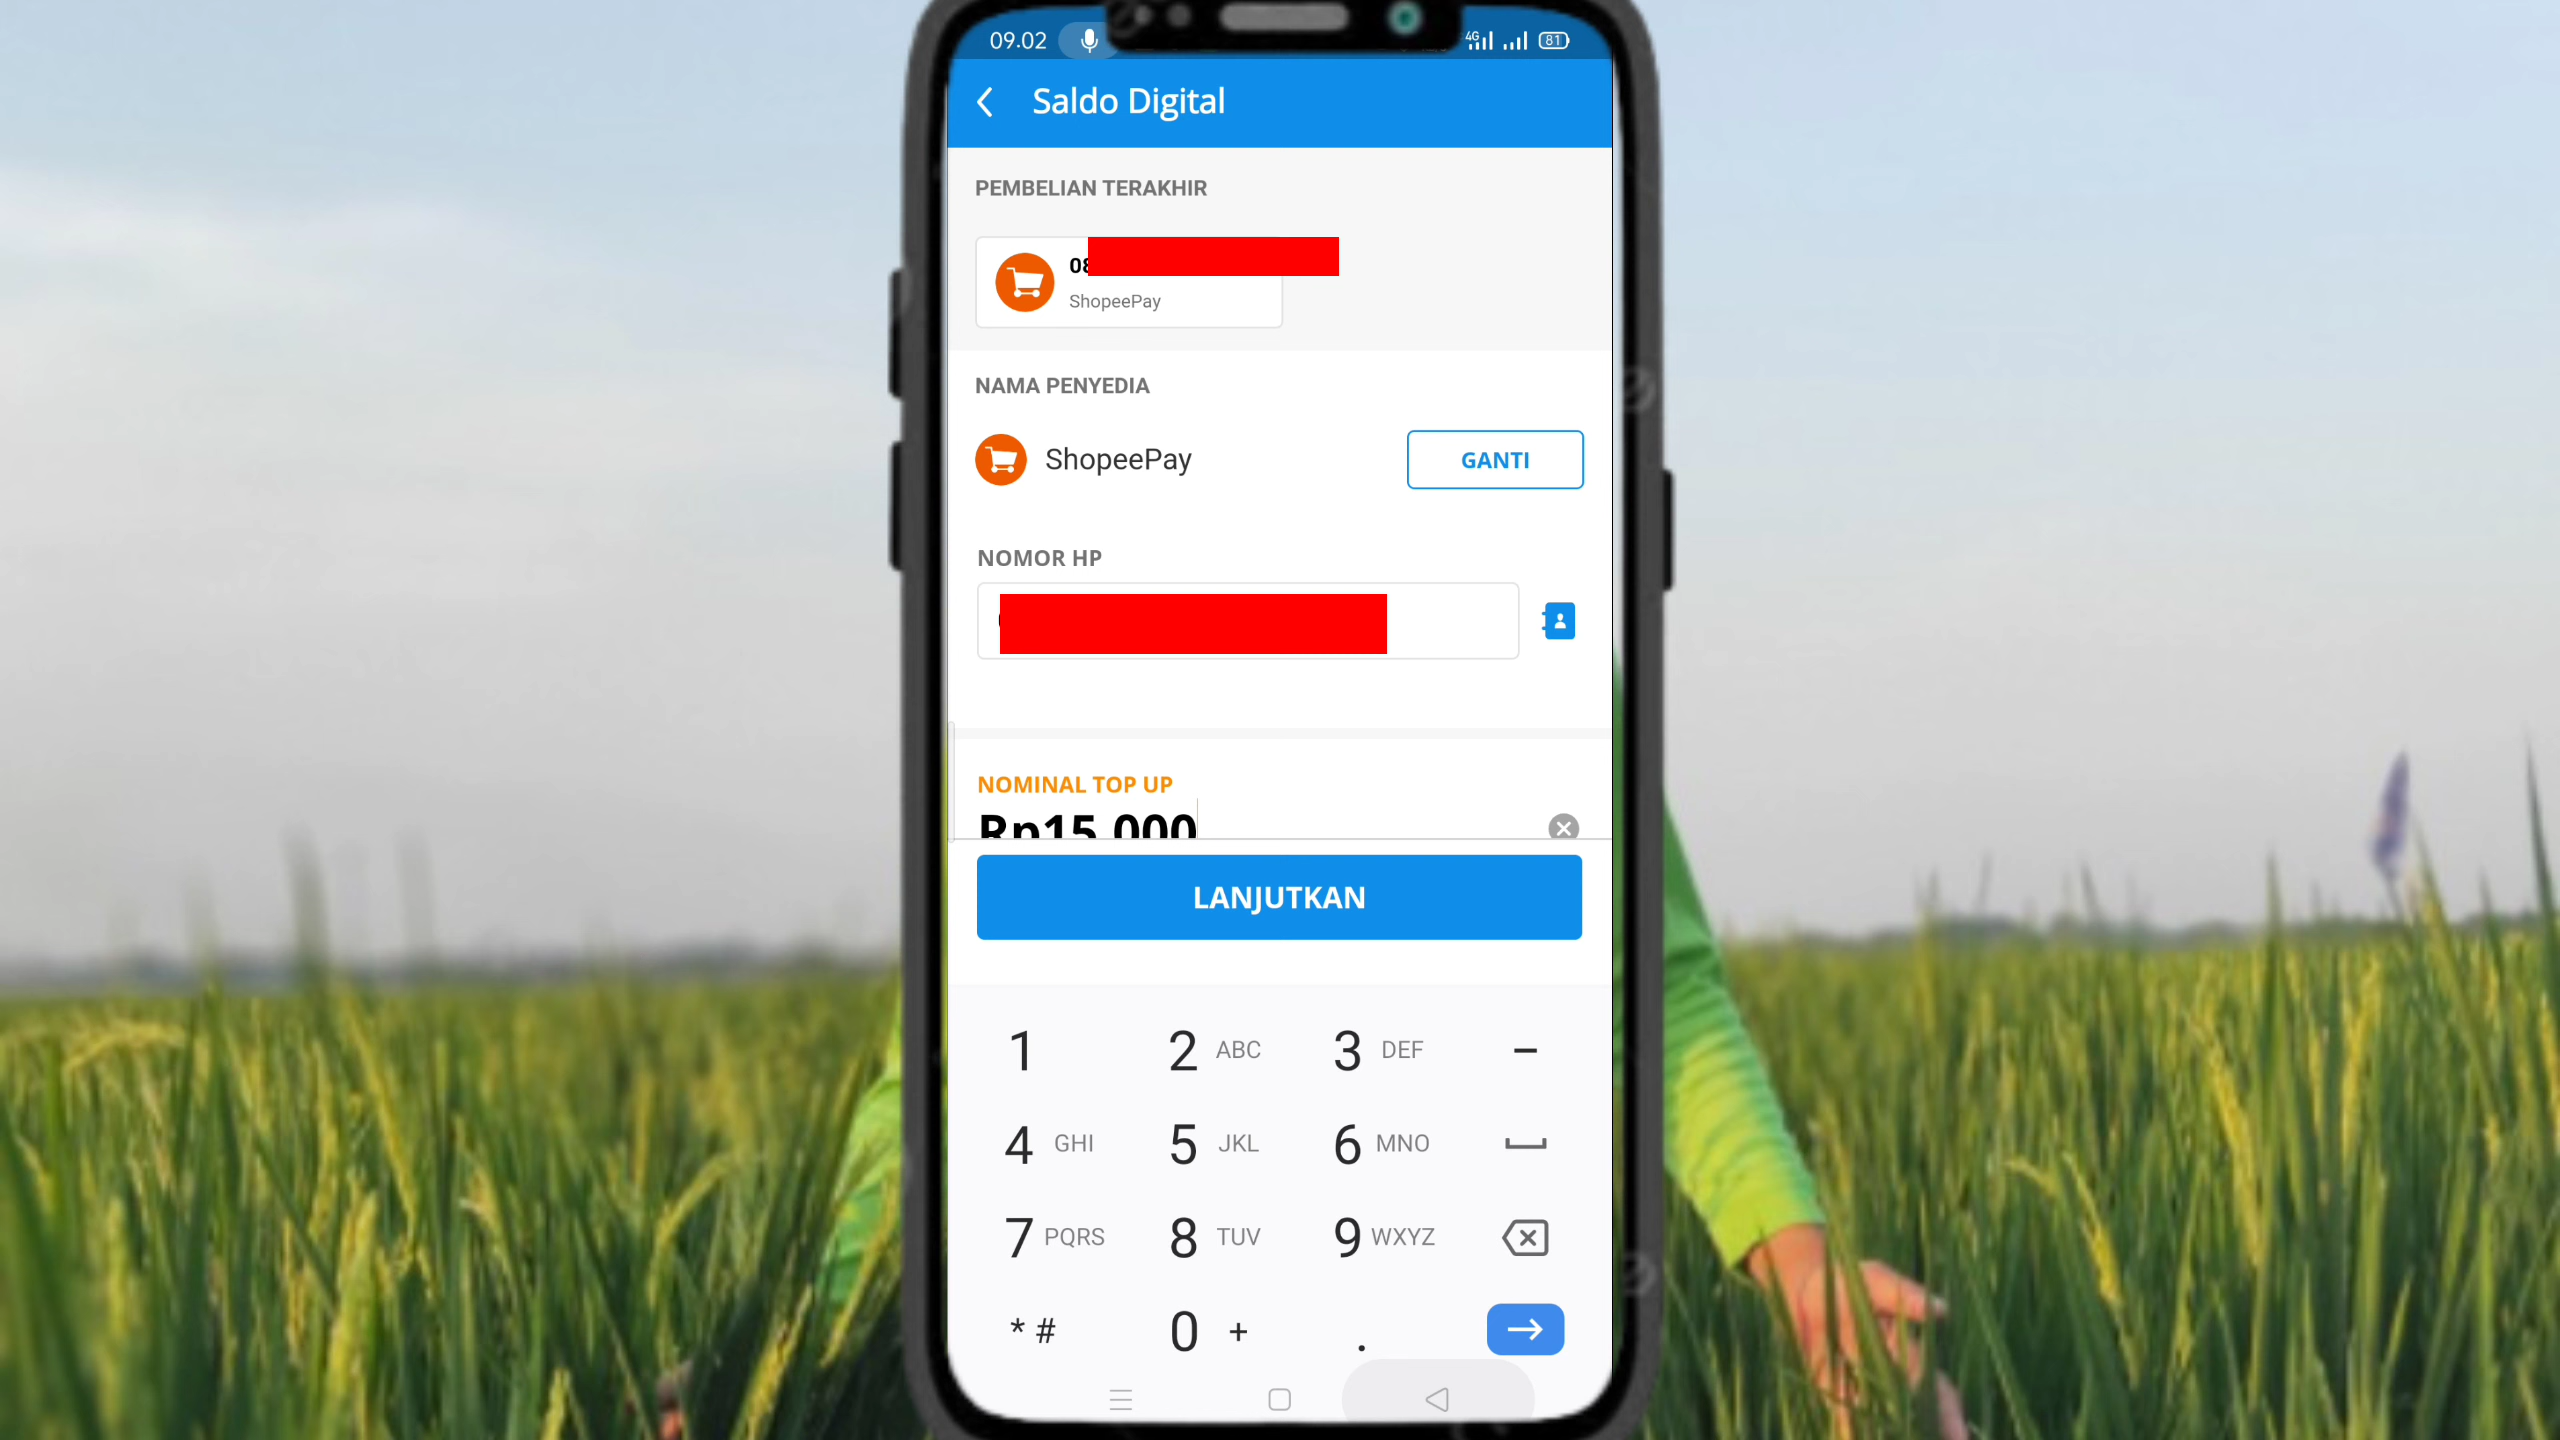 09.02
4G
81
Saldo Digital
PEMBELIAN TERAKHIR
08
ShopeePay
NAMA PENYEDIA
ShopeePay
GANTI
NOMOR HP
NOMINAL TOP UP
Rp15.000
LANJUTKAN
1 2 ABC 3 DEF -
4 GHI 5 JKL 6 MNO
7 PQRS 8 TUV 9 WXYZ
* # 0 + .